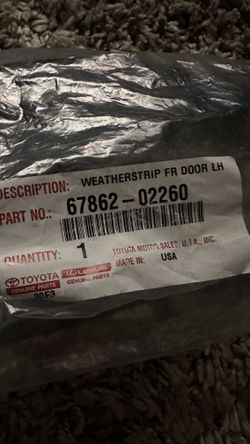 DESCRIPTION: WEATHERSTRIP FR DOOR LH
PART NO.: 67862-02260
QUANTITY: 1 TOYOTA MOTOR SALES, U.S.A., INC.
MADE IN: USA
TOYOTA LEXUS
GENUINE PARTS GENUINE PARTS
30F3